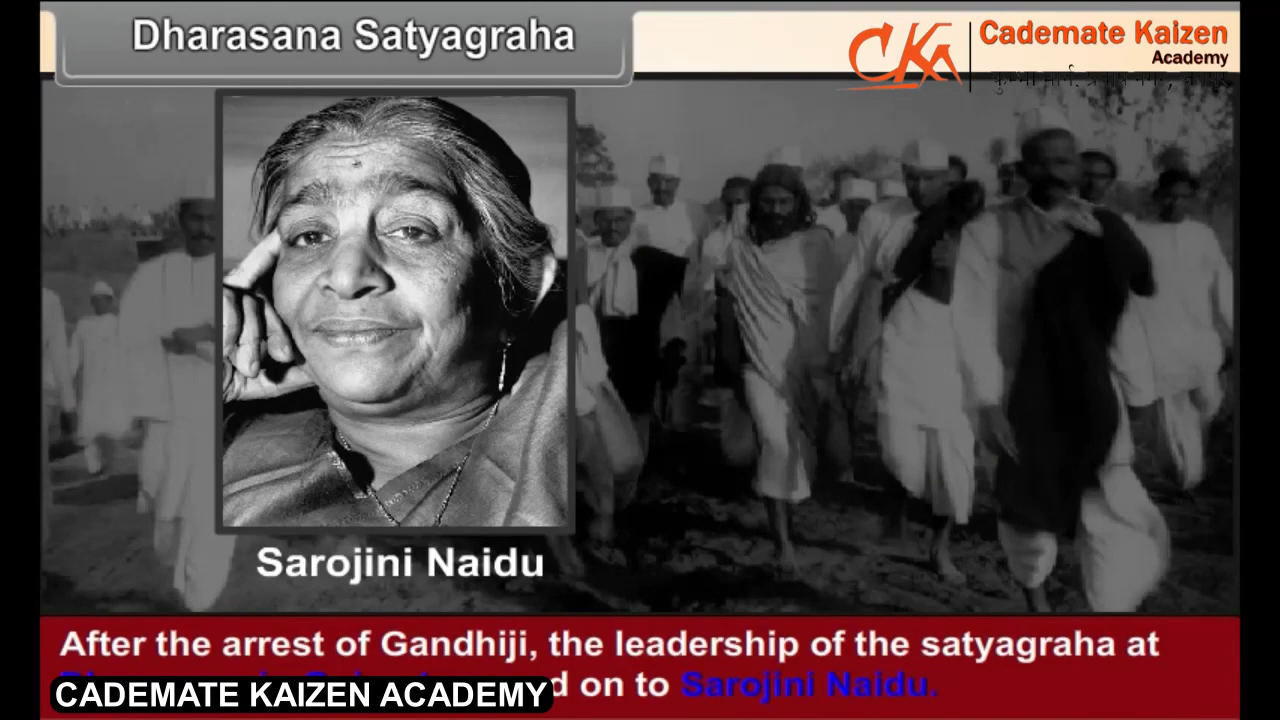 Dharasana Satyagraha
CKA
Cademate Kaizen
Academy
Sarojini Naidu
After the arrest of Gandhiji, the leadership of the satyagraha at
d on to Sarojini Naidu.
CADEMATE KAIZEN ACADEMY